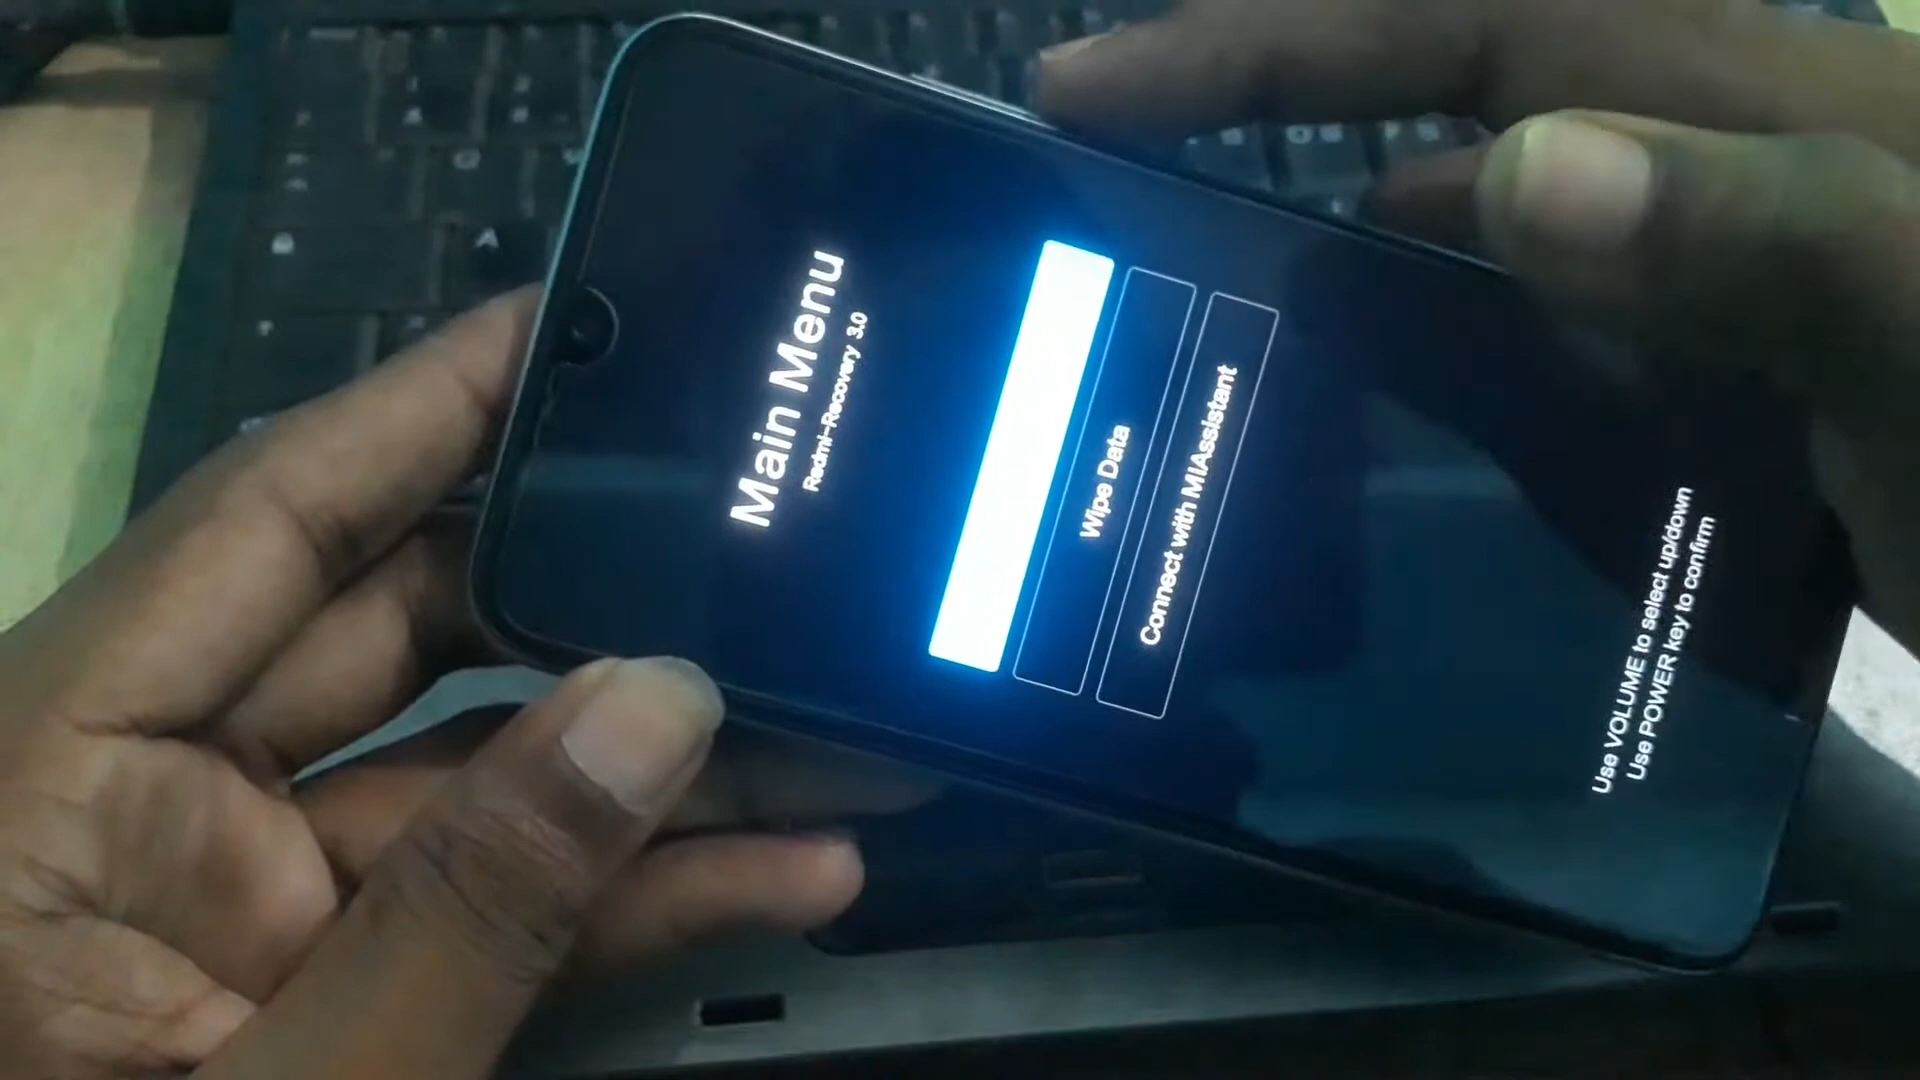 Main Menu
Redmi-Recovery 3.0
Wipe Data
Connect with MIAssistant
Use VOLUME to select up/down
Use POWER key to confirm
A